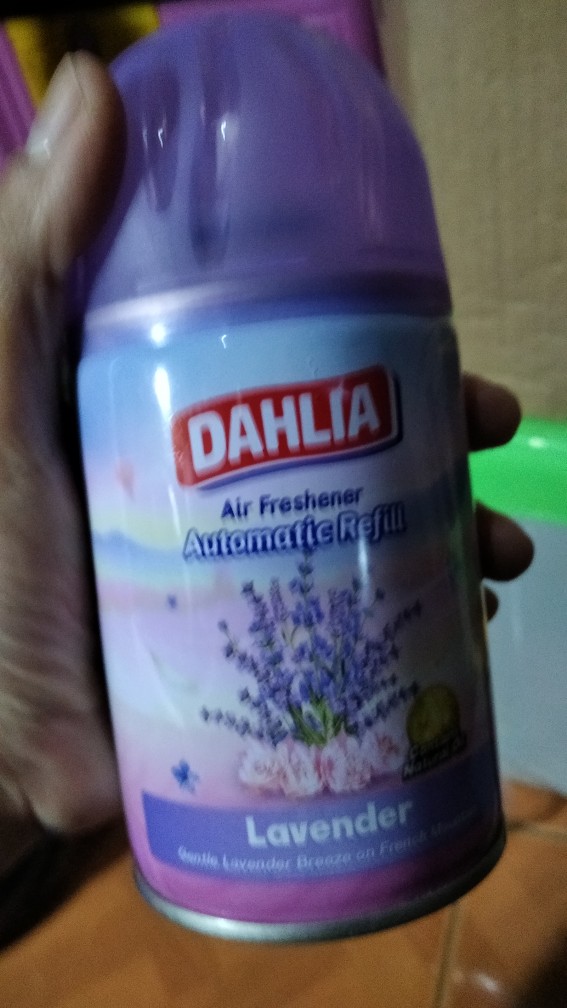 DAHLIA
Air Freshener
Automatic Refill
Lavender
Gentle Lavender Breeze on French